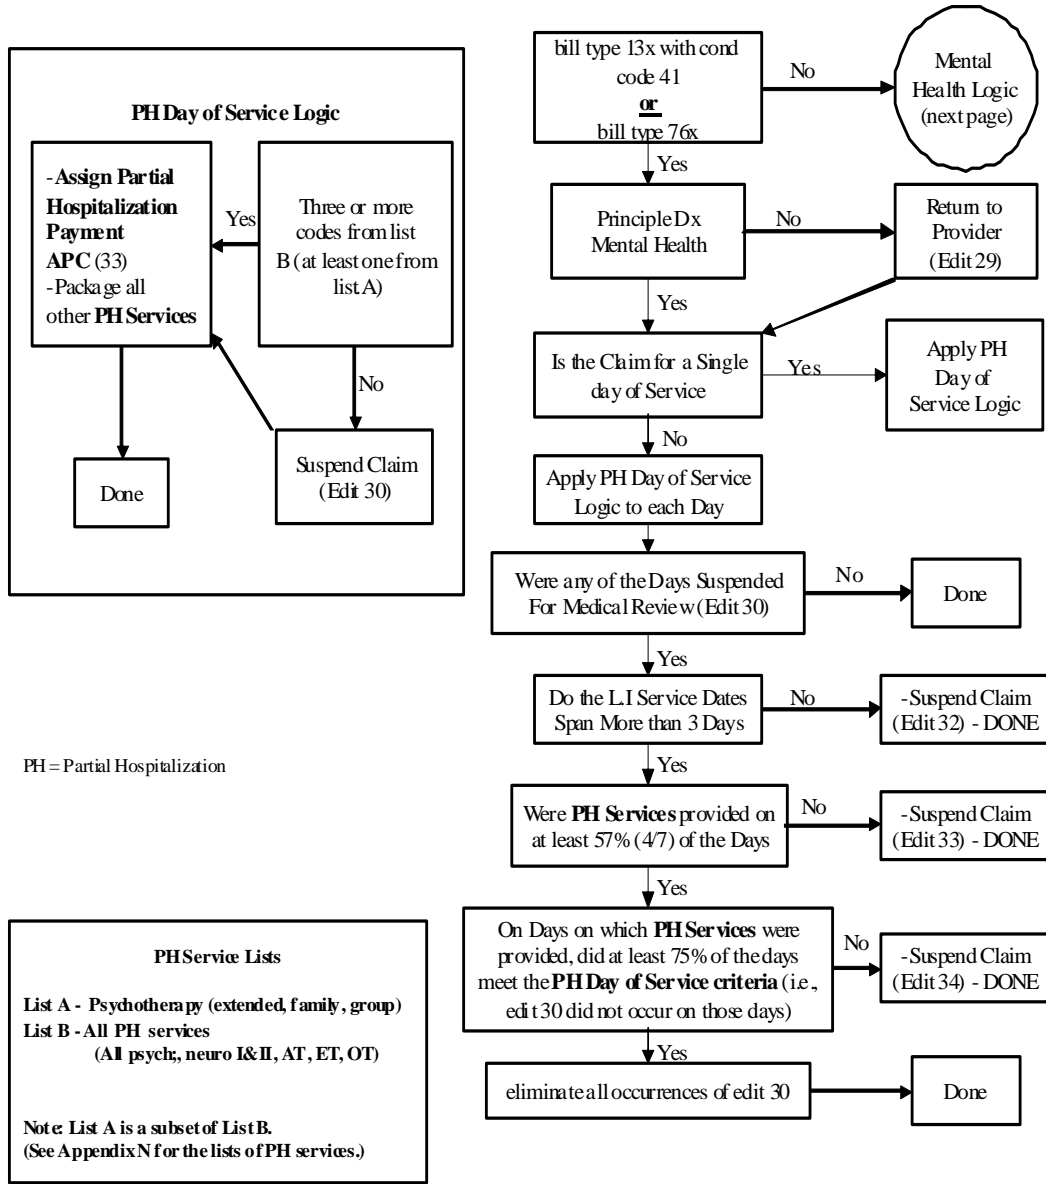 PH Day of Service Logic
-Assign Partial
Hospitalization
Payment
APC (33)
-Package all
other PH Services
Yes
Three or more
codes from list
B (at least one from
list A)
No
Suspend Claim
(Edit 30)
Done
bill type 13x with cond
code 41
or
bill type 76x
No
Mental
Health Logic
(next page)
Yes
Principle Dx
Mental Health
No
Return to
Provider
(Edit 29)
Yes
Is the Claim for a Single
day of Service
Yes
Apply PH
Day of
Service Logic
No
Apply PH Day of Service
Logic to each Day
Were any of the Days Suspended
For Medical Review (Edit 30)
No
Done
Yes
Do the L.I Service Dates
Span More than 3 Days
No
-Suspend Claim
(Edit 32) - DONE
Yes
PH = Partial Hospitalization
Were PH Services provided on
at least 57% (4/7) of the Days
No
-Suspend Claim
(Edit 33) - DONE
Yes
On Days on which PH Services were
provided, did at least 75% of the days
meet the PH Day of Service criteria (i.e.,
edit 30 did not occur on those days)
No
-Suspend Claim
(Edit 34) - DONE
Yes
eliminate all occurrences of edit 30
Done
PH Service Lists
List A - Psychotherapy (extended, family, group)
List B - All PH services
(All psych;, neuro I&II, AT, ET, OT)
Note: List A is a subset of List B.
(See Appendix N for the lists of PH services.)